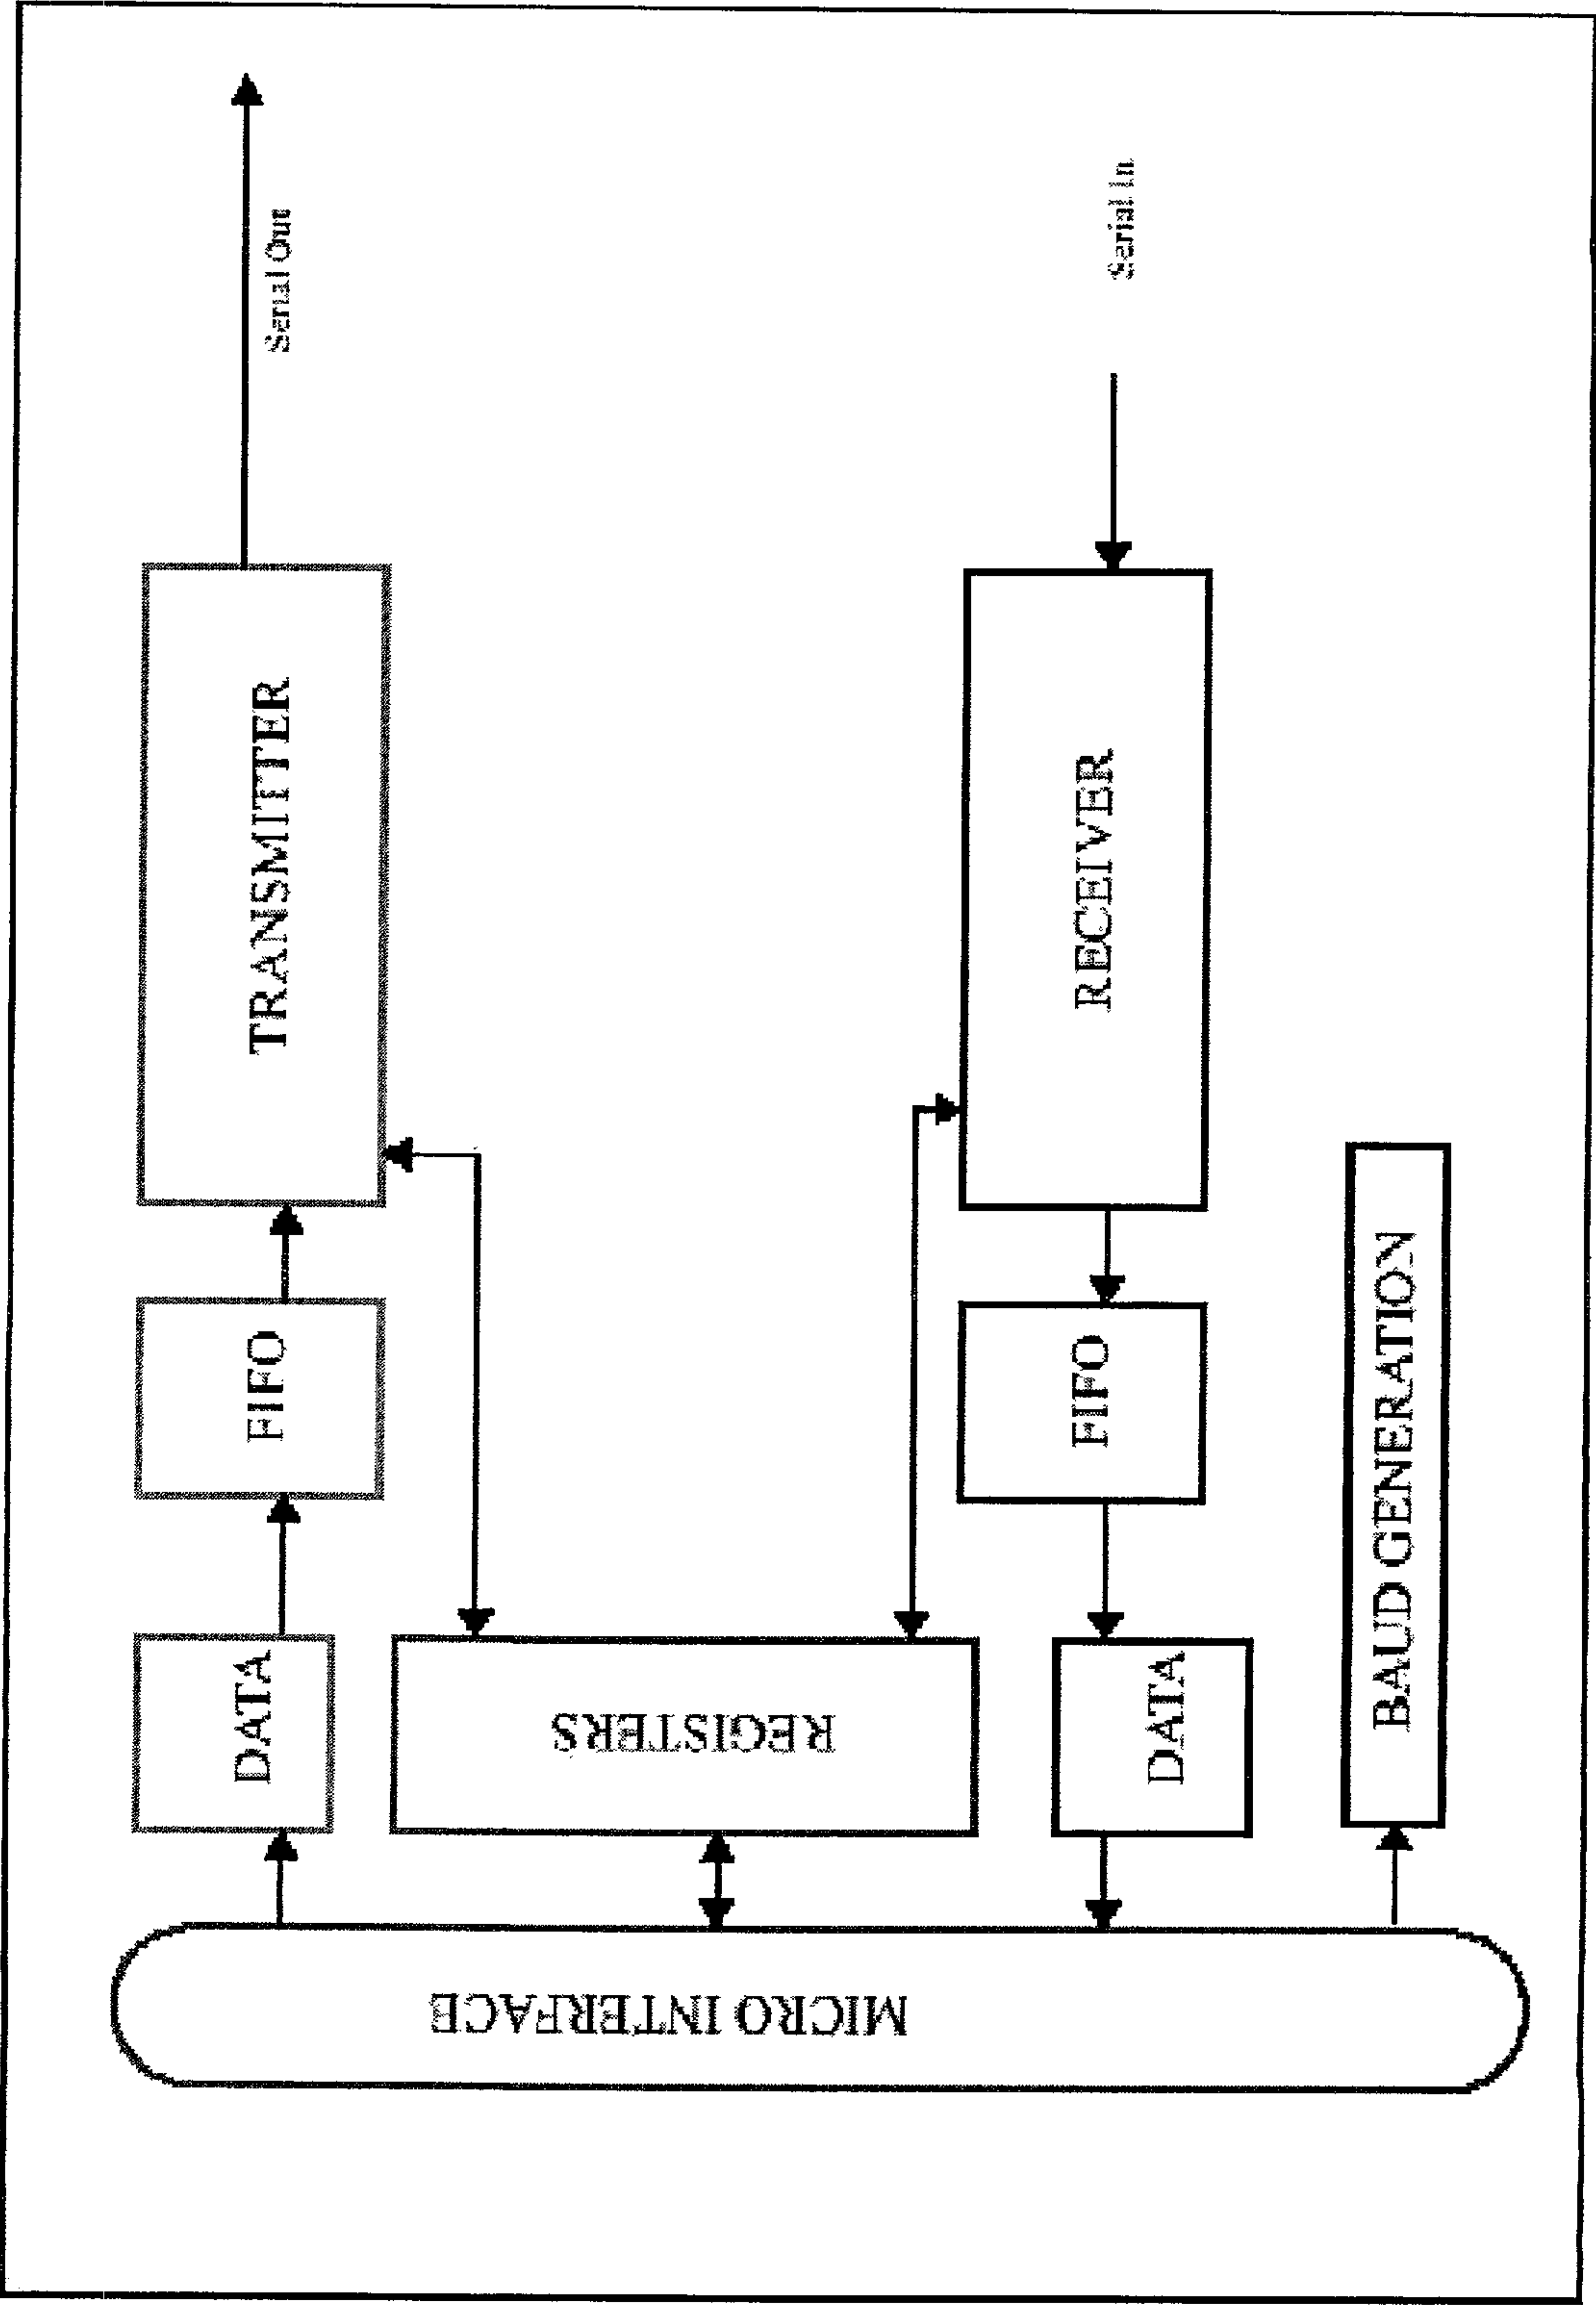 Serial Out
TRANSMITTER
FIFO
DATA
REGISTERS
MICRO INTERFACE
Serial In
RECEIVER
FIFO
DATA
BAUD GENERATION